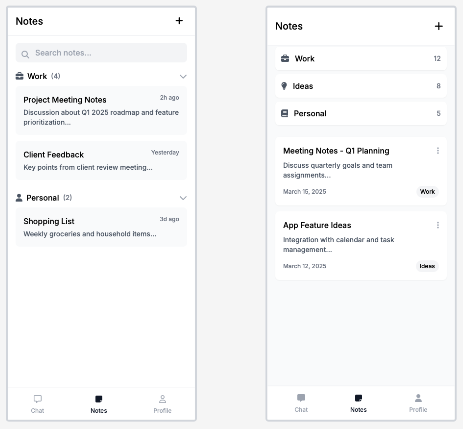 Notes
Search notes...
Work (4)
Project Meeting Notes 2h ago
Discussion about Q1 2025 roadmap and feature
prioritization...
Client Feedback Yesterday
Key points from client review meeting...
Personal (2)
Shopping List 3d ago
Weekly groceries and household items...
Chat Notes Profile
Notes
Work 12
Ideas 8
Personal 5
Meeting Notes - Q1 Planning
Discuss quarterly goals and team
assignments...
March 15, 2025 Work
App Feature Ideas
Integration with calendar and task
management...
March 12, 2025 Ideas
Chat Notes Profile